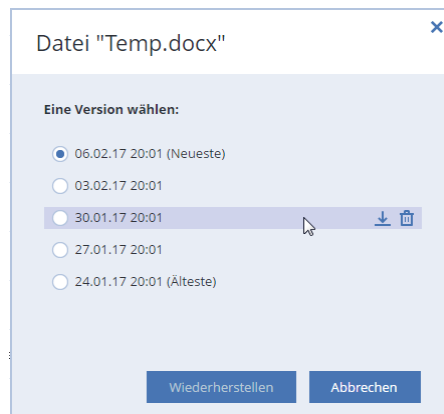 Datei "Temp.docx"
Eine Version wählen:
06.02.17 20:01 (Neueste)
03.02.17 20:01
30.01.17 20:01
27.01.17 20:01
24.01.17 20:01 (Älteste)
Wiederherstellen
Abbrechen